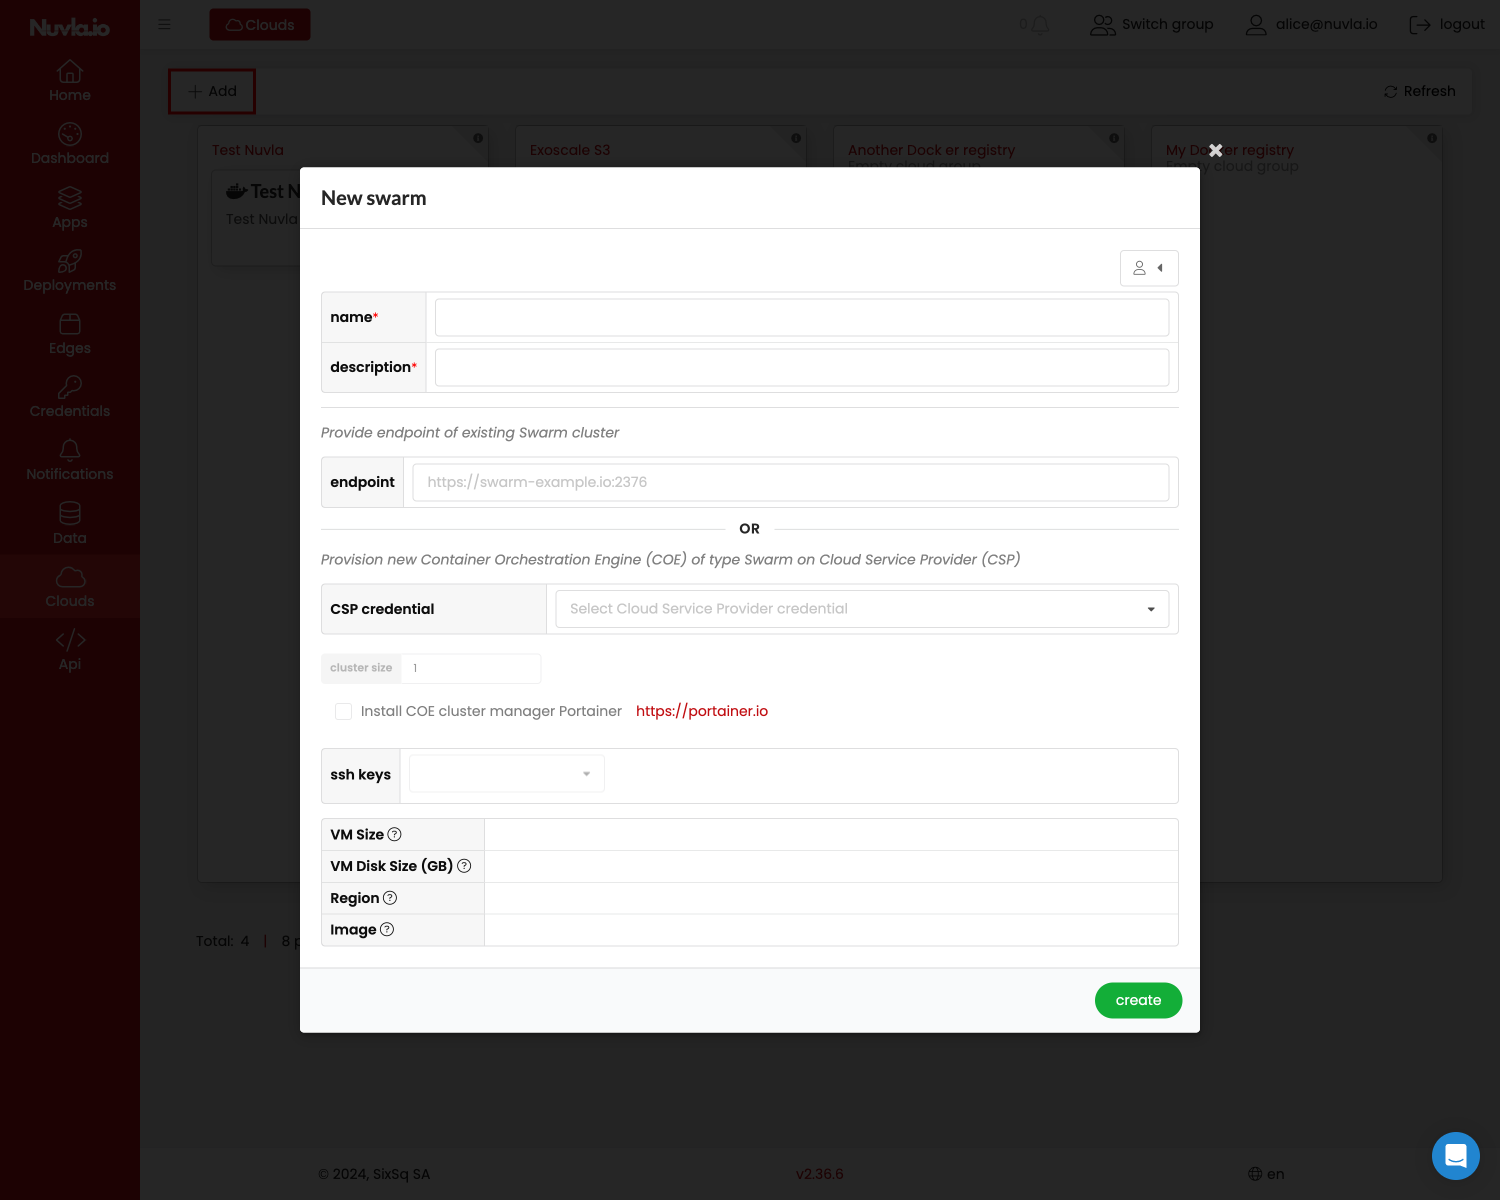 Nuvla.io
Clouds
0
Switch group
alice@nuvla.io
logout
Home
Dashboard
Apps
Deployments
Edges
Credentials
Notifications
Data
Clouds
Api
Add
Refresh
Test Nuvla
Exoscale S3
Another Dock er registry
Empty cloud group
My Docker registry
Empty cloud group
Test N
Test Nuvla
New swarm
name*
description*
Provide endpoint of existing Swarm cluster
endpoint
https://swarm-example.io:2376
OR
Provision new Container Orchestration Engine (COE) of type Swarm on Cloud Service Provider (CSP)
CSP credential
Select Cloud Service Provider credential
cluster size
1
Install COE cluster manager Portainer https://portainer.io
ssh keys
VM Size
VM Disk Size (GB)
Region
Image
create
Total: 4 | 8 p
© 2024, SixSq SA
v2.36.6
en